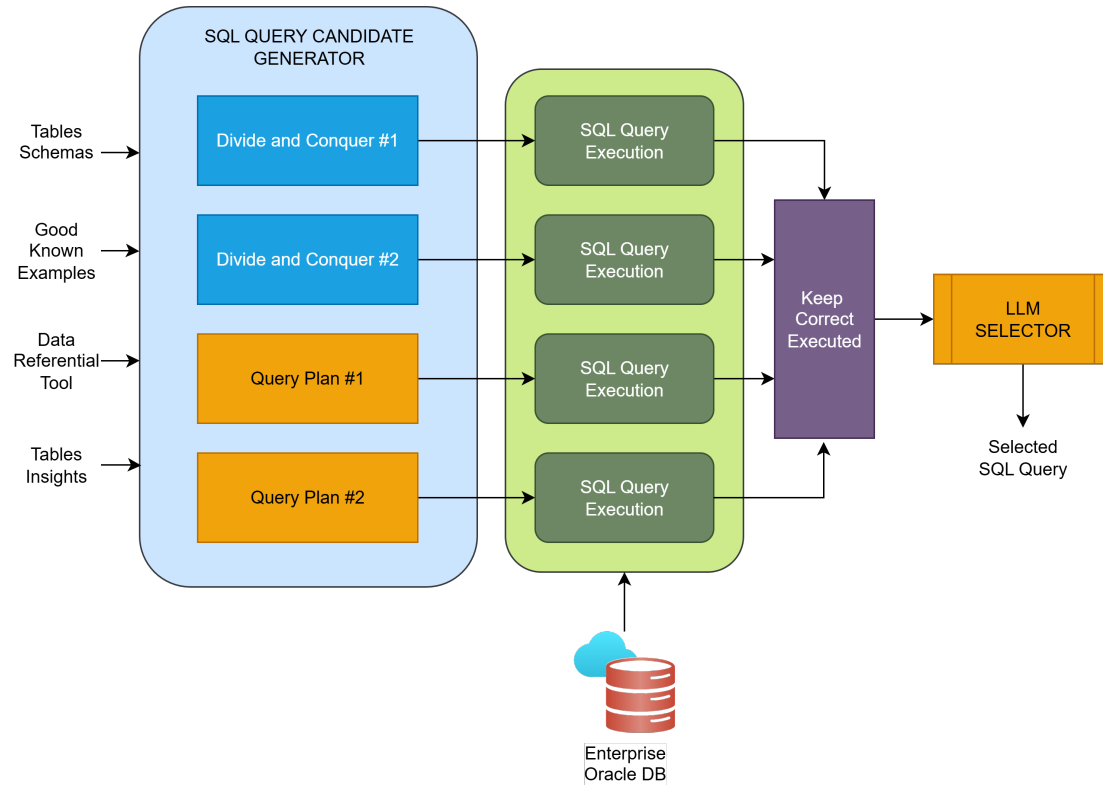 SQL QUERY CANDIDATE
GENERATOR
Tables
Schemas
Good
Known
Examples
Data
Referential
Tool
Tables
Insights
Divide and Conquer #1
Divide and Conquer #2
Query Plan #1
Query Plan #2
SQL Query
Execution
SQL Query
Execution
SQL Query
Execution
SQL Query
Execution
Keep
Correct
Executed
LLM
SELECTOR
Selected
SQL Query
Enterprise
Oracle DB